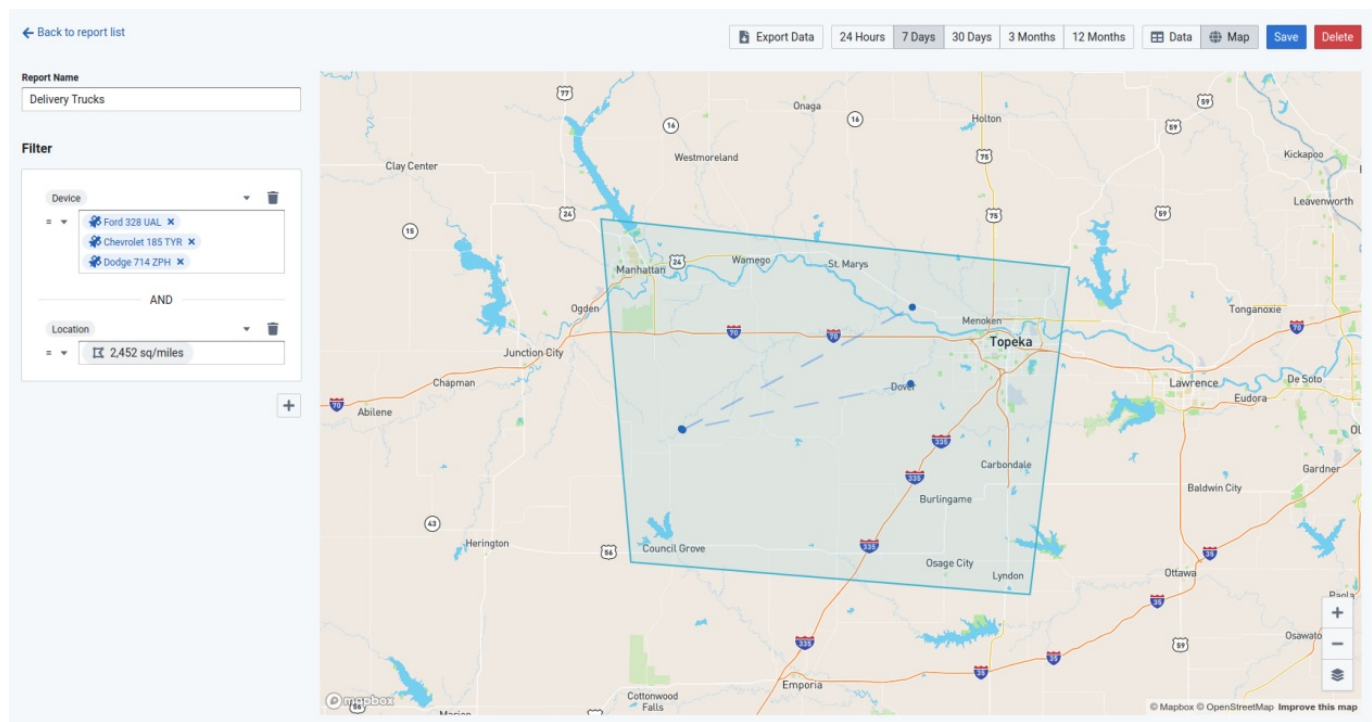 Back to report list
Export Data
24 Hours 7 Days 30 Days 3 Months 12 Months
Data Map
Save
Delete
Report Name
Delivery Trucks
Filter
Device
=
Ford 328 UAL ×
Chevrolet 185 TYR ×
Dodge 714 ZPH ×
AND
Location
=
2,452 sq/miles
+
77
Onaga
59
16
16
Holton
59
Westmoreland
75
Kickapoo
Clay Center
24
75
59
Leavenworth
15
Manhattan
24
Wamego
St. Marys
Ogden
Tonganoxie
Menoken
70
70
70
Topeka
Junction City
Chapman
Dover
Lawrence
De Soto
Eudora
70
Abilene
335
Carbondale
Gardner
335
Baldwin City
Burlingame
43
Herington
56
Council Grove
335
35
Osage City
Lyndon
Ottawa
Paola
35
+
335
59
Osawato
−
35
35
Emporia
Cottonwood
Falls
mapbox
56
Marion
© Mapbox © OpenStreetMap Improve this map